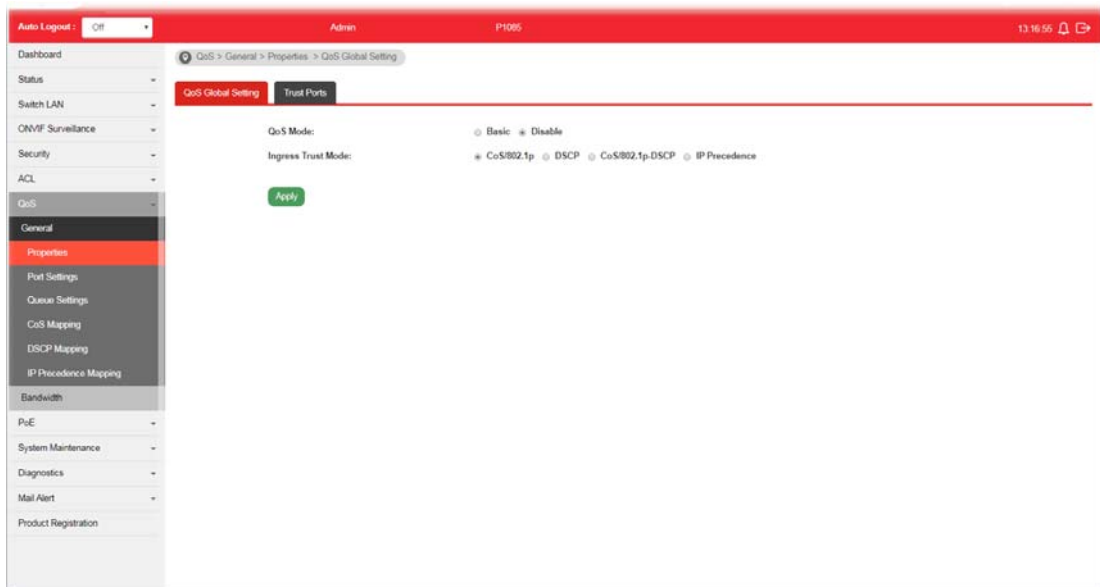 Auto Logout : Off Admin P1085 13:16:55
Dashboard
Status
Switch LAN
ONVIF Surveillance
Security
ACL
QoS
General
Properties
Port Settings
Queue Settings
CoS Mapping
DSCP Mapping
IP Precedence Mapping
Bandwidth
PoE
System Maintenance
Diagnostics
Mail Alert
Product Registration
QoS > General > Properties > QoS Global Setting
QoS Global Setting Trust Ports
QoS Mode: Basic Disable
Ingress Trust Mode: CoS/802.1p DSCP CoS/802.1p-DSCP IP Precedence
Apply